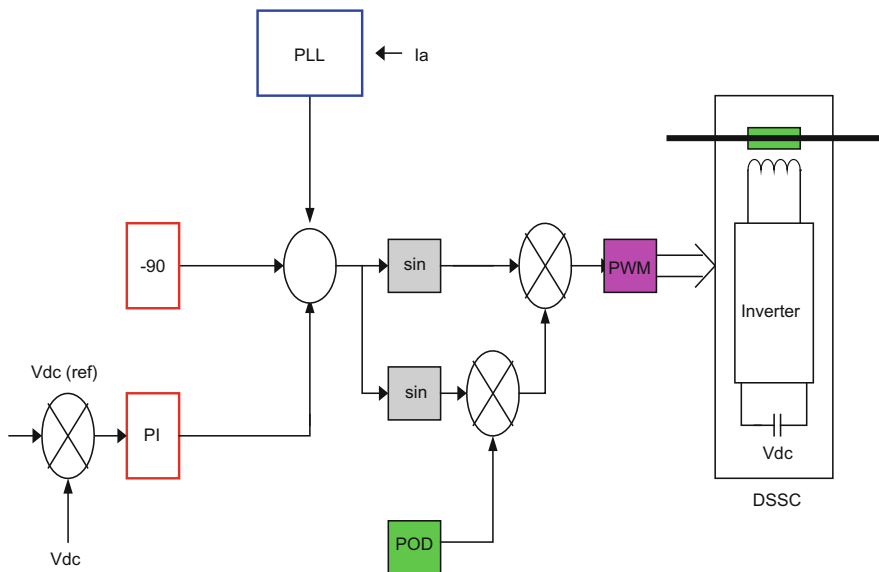 PLL
Ia
-90
sin
PWM
Inverter
Vdc (ref)
sin
PI
Vdc
DSSC
POD
Vdc